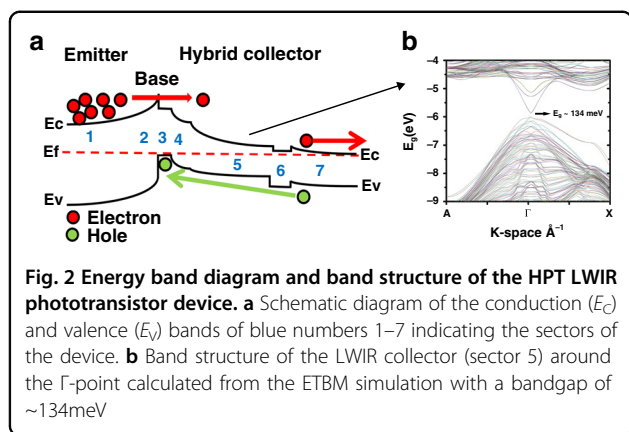 a
Emitter
Hybrid collector
Base
Ec
Ef
Ev
1
2
3
4
5
6
7
Ec
Ev
Electron
Hole
b
E_g(eV)
−4
−5
−6
−7
−8
−9
E_g ~ 134 meV
A
Γ
X
K-space Å⁻¹
Fig. 2 Energy band diagram and band structure of the HPT LWIR
phototransistor device. a Schematic diagram of the conduction (E_C)
and valence (E_V) bands of blue numbers 1–7 indicating the sectors of
the device. b Band structure of the LWIR collector (sector 5) around
the Γ-point calculated from the ETBM simulation with a bandgap of
~134meV